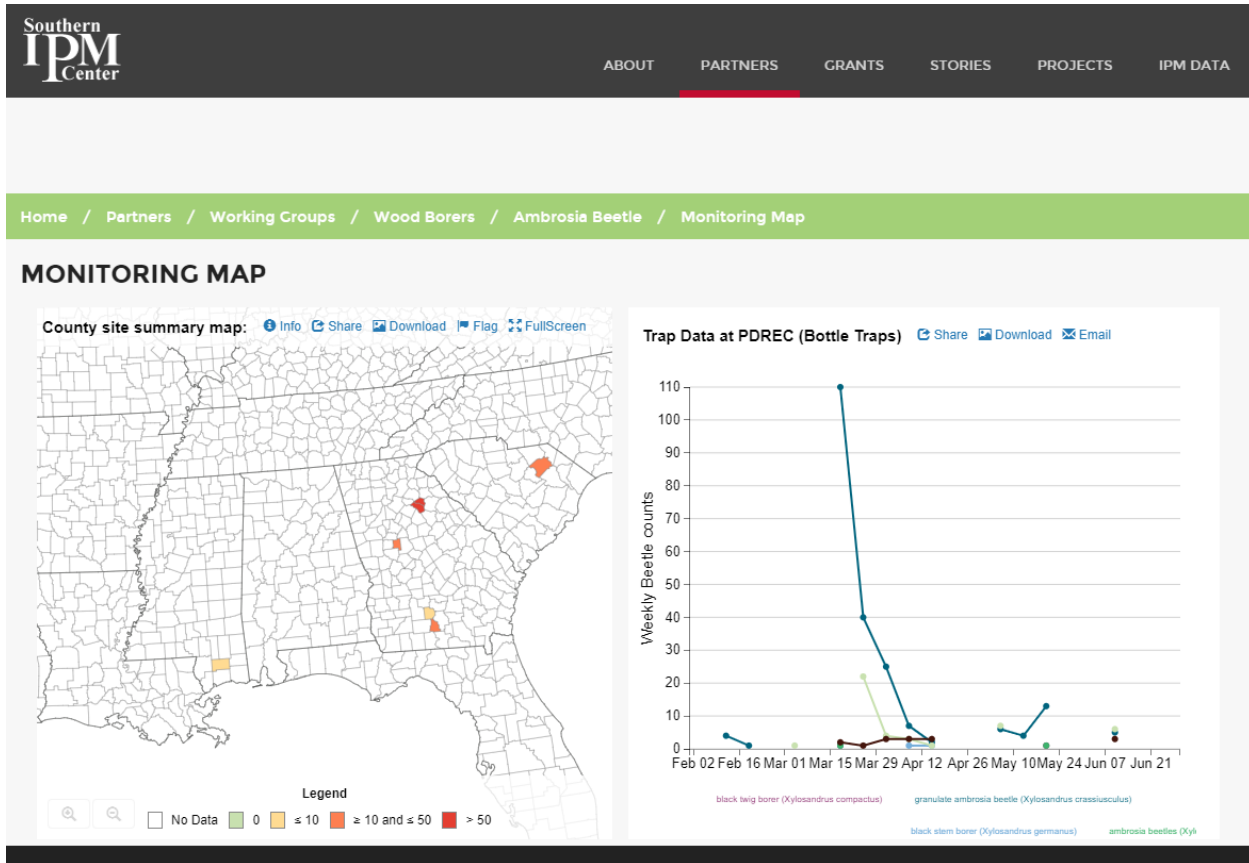 Southern
IPM
Center
ABOUT PARTNERS GRANTS STORIES PROJECTS IPM DATA
Home / Partners / Working Groups / Wood Borers / Ambrosia Beetle / Monitoring Map
MONITORING MAP
County site summary map: Info Share Download Flag FullScreen
Legend
No Data 0 ≤ 10 ≥ 10 and ≤ 50 > 50
Trap Data at PDREC (Bottle Traps) Share Download Email
Weekly Beetle counts
110
100
90
80
70
60
50
40
30
20
10
0
Feb 02 Feb 16 Mar 01 Mar 15 Mar 29 Apr 12 Apr 26 May 10 May 24 Jun 07 Jun 21
black twig borer (Xylosandrus compactus) granulate ambrosia beetle (Xylosandrus crassiusculus)
black stem borer (Xylosandrus germanus) ambrosia beetles (Xyl